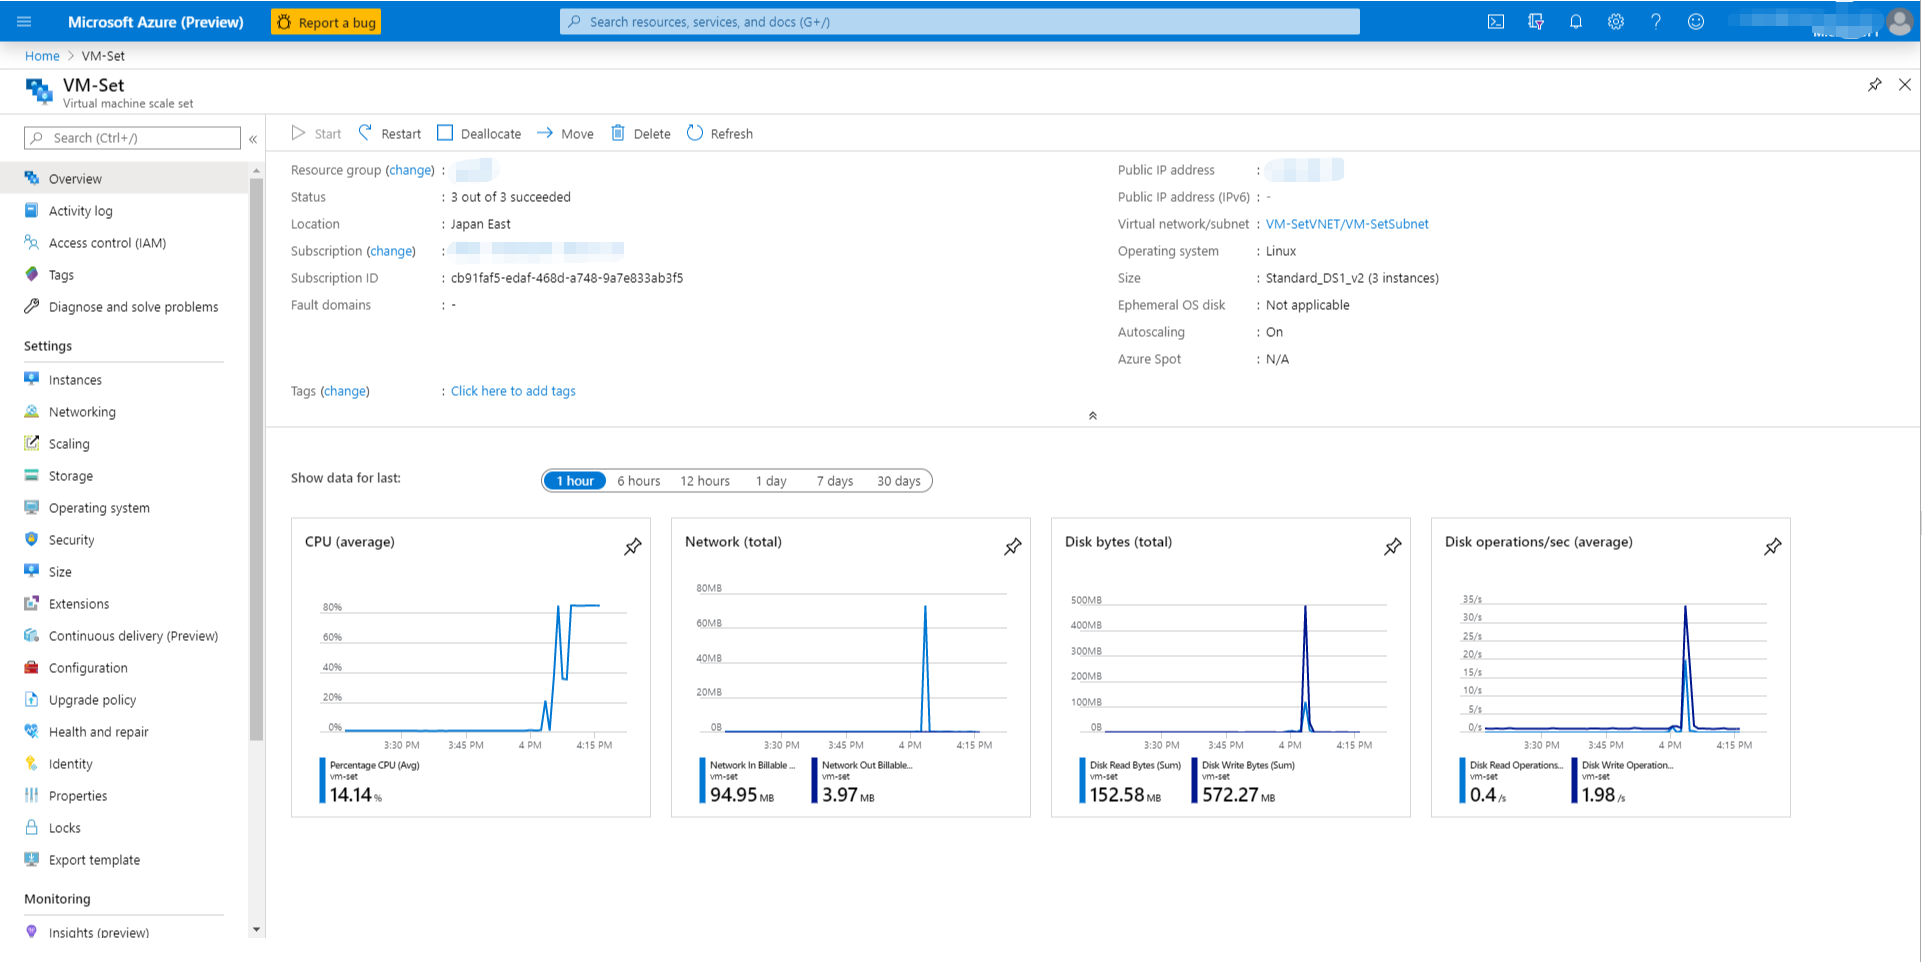 Microsoft Azure (Preview)
Report a bug
Search resources, services, and docs (G+/)
Home > VM-Set
VM-Set
Virtual machine scale set
Search (Ctrl+/)
«
Overview
Activity log
Access control (IAM)
Tags
Diagnose and solve problems
Settings
Instances
Networking
Scaling
Storage
Operating system
Security
Size
Extensions
Continuous delivery (Preview)
Configuration
Upgrade policy
Health and repair
Identity
Properties
Locks
Export template
Monitoring
Insights (preview)
Start Restart Deallocate Move Delete Refresh
Resource group (change) :
Status : 3 out of 3 succeeded
Location : Japan East
Subscription (change) :
Subscription ID : cb91faf5-edaf-468d-a748-9a7e833ab3f5
Fault domains : -
Tags (change) : Click here to add tags
Public IP address :
Public IP address (IPv6) : -
Virtual network/subnet : VM-SetVNET/VM-SetSubnet
Operating system : Linux
Size : Standard_DS1_v2 (3 instances)
Ephemeral OS disk : Not applicable
Autoscaling : On
Azure Spot : N/A
Show data for last: 1 hour 6 hours 12 hours 1 day 7 days 30 days
CPU (average)
80%
60%
40%
20%
0%
3:30 PM 3:45 PM 4 PM 4:15 PM
Percentage CPU (Avg)
vm-set
14.14 %
Network (total)
80MB
60MB
40MB
20MB
0B
3:30 PM 3:45 PM 4 PM 4:15 PM
Network In Billable ... Network Out Billable...
vm-set vm-set
94.95 MB 3.97 MB
Disk bytes (total)
500MB
400MB
300MB
200MB
100MB
0B
3:30 PM 3:45 PM 4 PM 4:15 PM
Disk Read Bytes (Sum) Disk Write Bytes (Sum)
vm-set vm-set
152.58 MB 572.27 MB
Disk operations/sec (average)
35/s
30/s
25/s
20/s
15/s
10/s
5/s
0/s
3:30 PM 3:45 PM 4 PM 4:15 PM
Disk Read Operations... Disk Write Operation...
vm-set vm-set
0.4 /s 1.98 /s